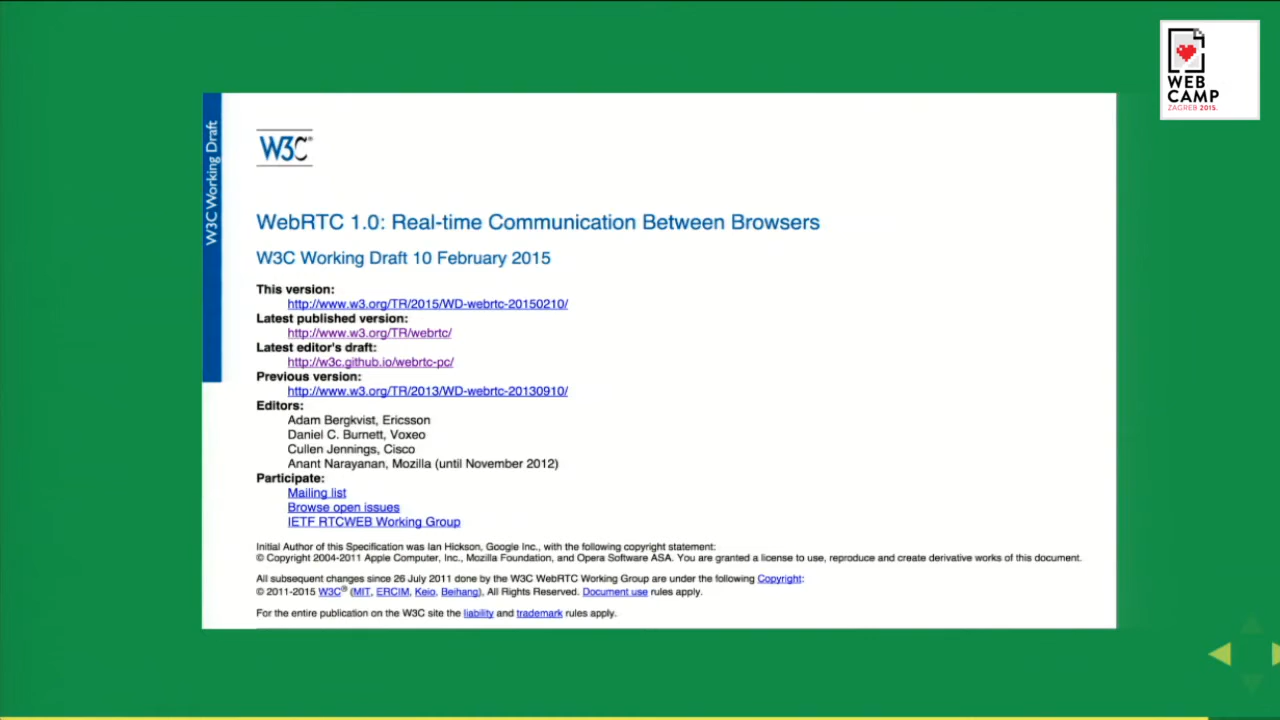 WEB
CAMP
ZAGREB 2015.
W3C Working Draft
W3C®
WebRTC 1.0: Real-time Communication Between Browsers
W3C Working Draft 10 February 2015
This version:
http://www.w3.org/TR/2015/WD-webrtc-20150210/
Latest published version:
http://www.w3.org/TR/webrtc/
Latest editor's draft:
http://w3c.github.io/webrtc-pc/
Previous version:
http://www.w3.org/TR/2013/WD-webrtc-20130910/
Editors:
Adam Bergkvist, Ericsson
Daniel C. Burnett, Voxeo
Cullen Jennings, Cisco
Anant Narayanan, Mozilla (until November 2012)
Participate:
Mailing list
Browse open issues
IETF RTCWEB Working Group
Initial Author of this Specification was Ian Hickson, Google Inc., with the following copyright statement:
© Copyright 2004-2011 Apple Computer, Inc., Mozilla Foundation, and Opera Software ASA. You are granted a license to use, reproduce and create derivative works of this document.
All subsequent changes since 26 July 2011 done by the W3C WebRTC Working Group are under the following Copyright:
© 2011-2015 W3C® (MIT, ERCIM, Keio, Beihang), All Rights Reserved. Document use rules apply.
For the entire publication on the W3C site the liability and trademark rules apply.